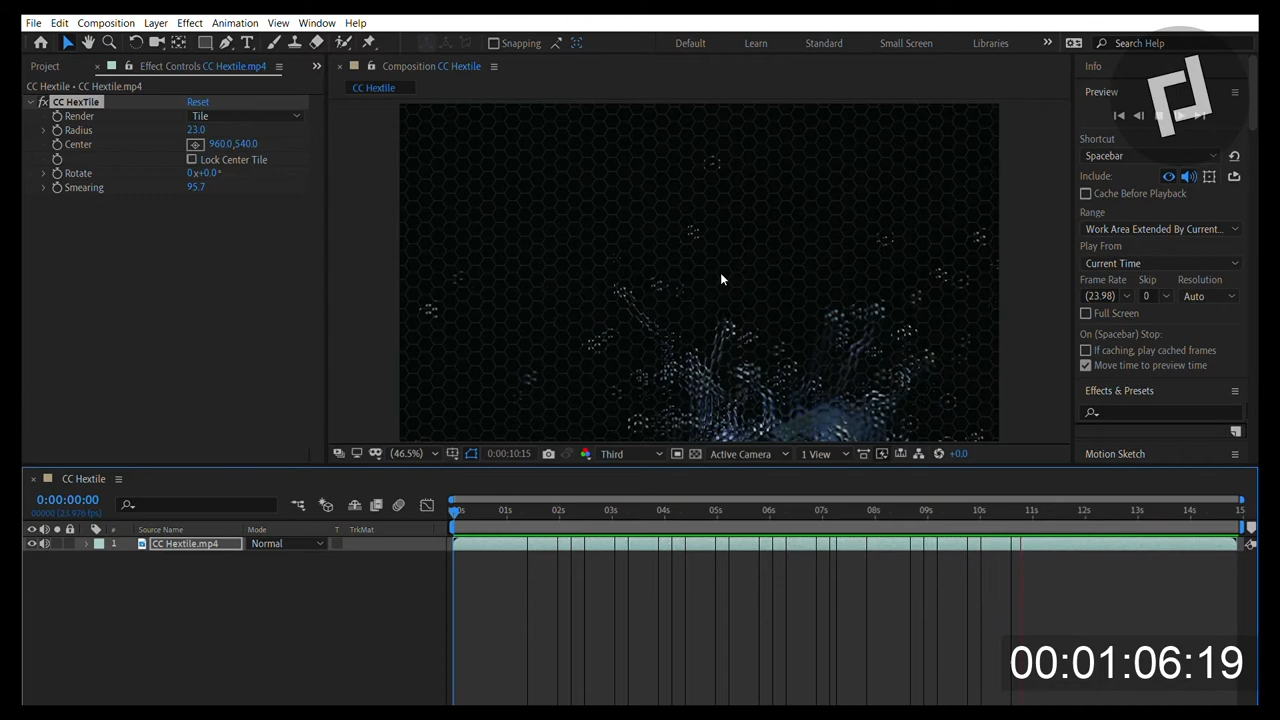 File Edit Composition Layer Effect Animation View Window Help
Snapping Default Learn Standard Small Screen Libraries Search Help
Project Effect Controls CC Hextile.mp4
CC Hextile • CC Hextile.mp4
fx CC HexTile Reset
Render Tile
Radius 23.0
Center 960.0,540.0
Lock Center Tile
Rotate 0x+0.0°
Smearing 95.7
Composition CC Hextile
CC Hextile
(46.5%) 0:00:10:15 Third Active Camera 1 View +0.0
Info
Preview
Shortcut
Spacebar
Include:
Cache Before Playback
Range
Work Area Extended By Current...
Play From
Current Time
Frame Rate Skip Resolution
(23.98) 0 Auto
Full Screen
On (Spacebar) Stop:
If caching, play cached frames
Move time to preview time
Effects & Presets
Motion Sketch
CC Hextile
0:00:00:00
00000 (23.976 fps)
# Source Name Mode T TrkMat
1 CC Hextile.mp4 Normal
01s 02s 03s 04s 05s 06s 07s 08s 09s 10s 11s 12s 13s 14s 15
00:01:06:19